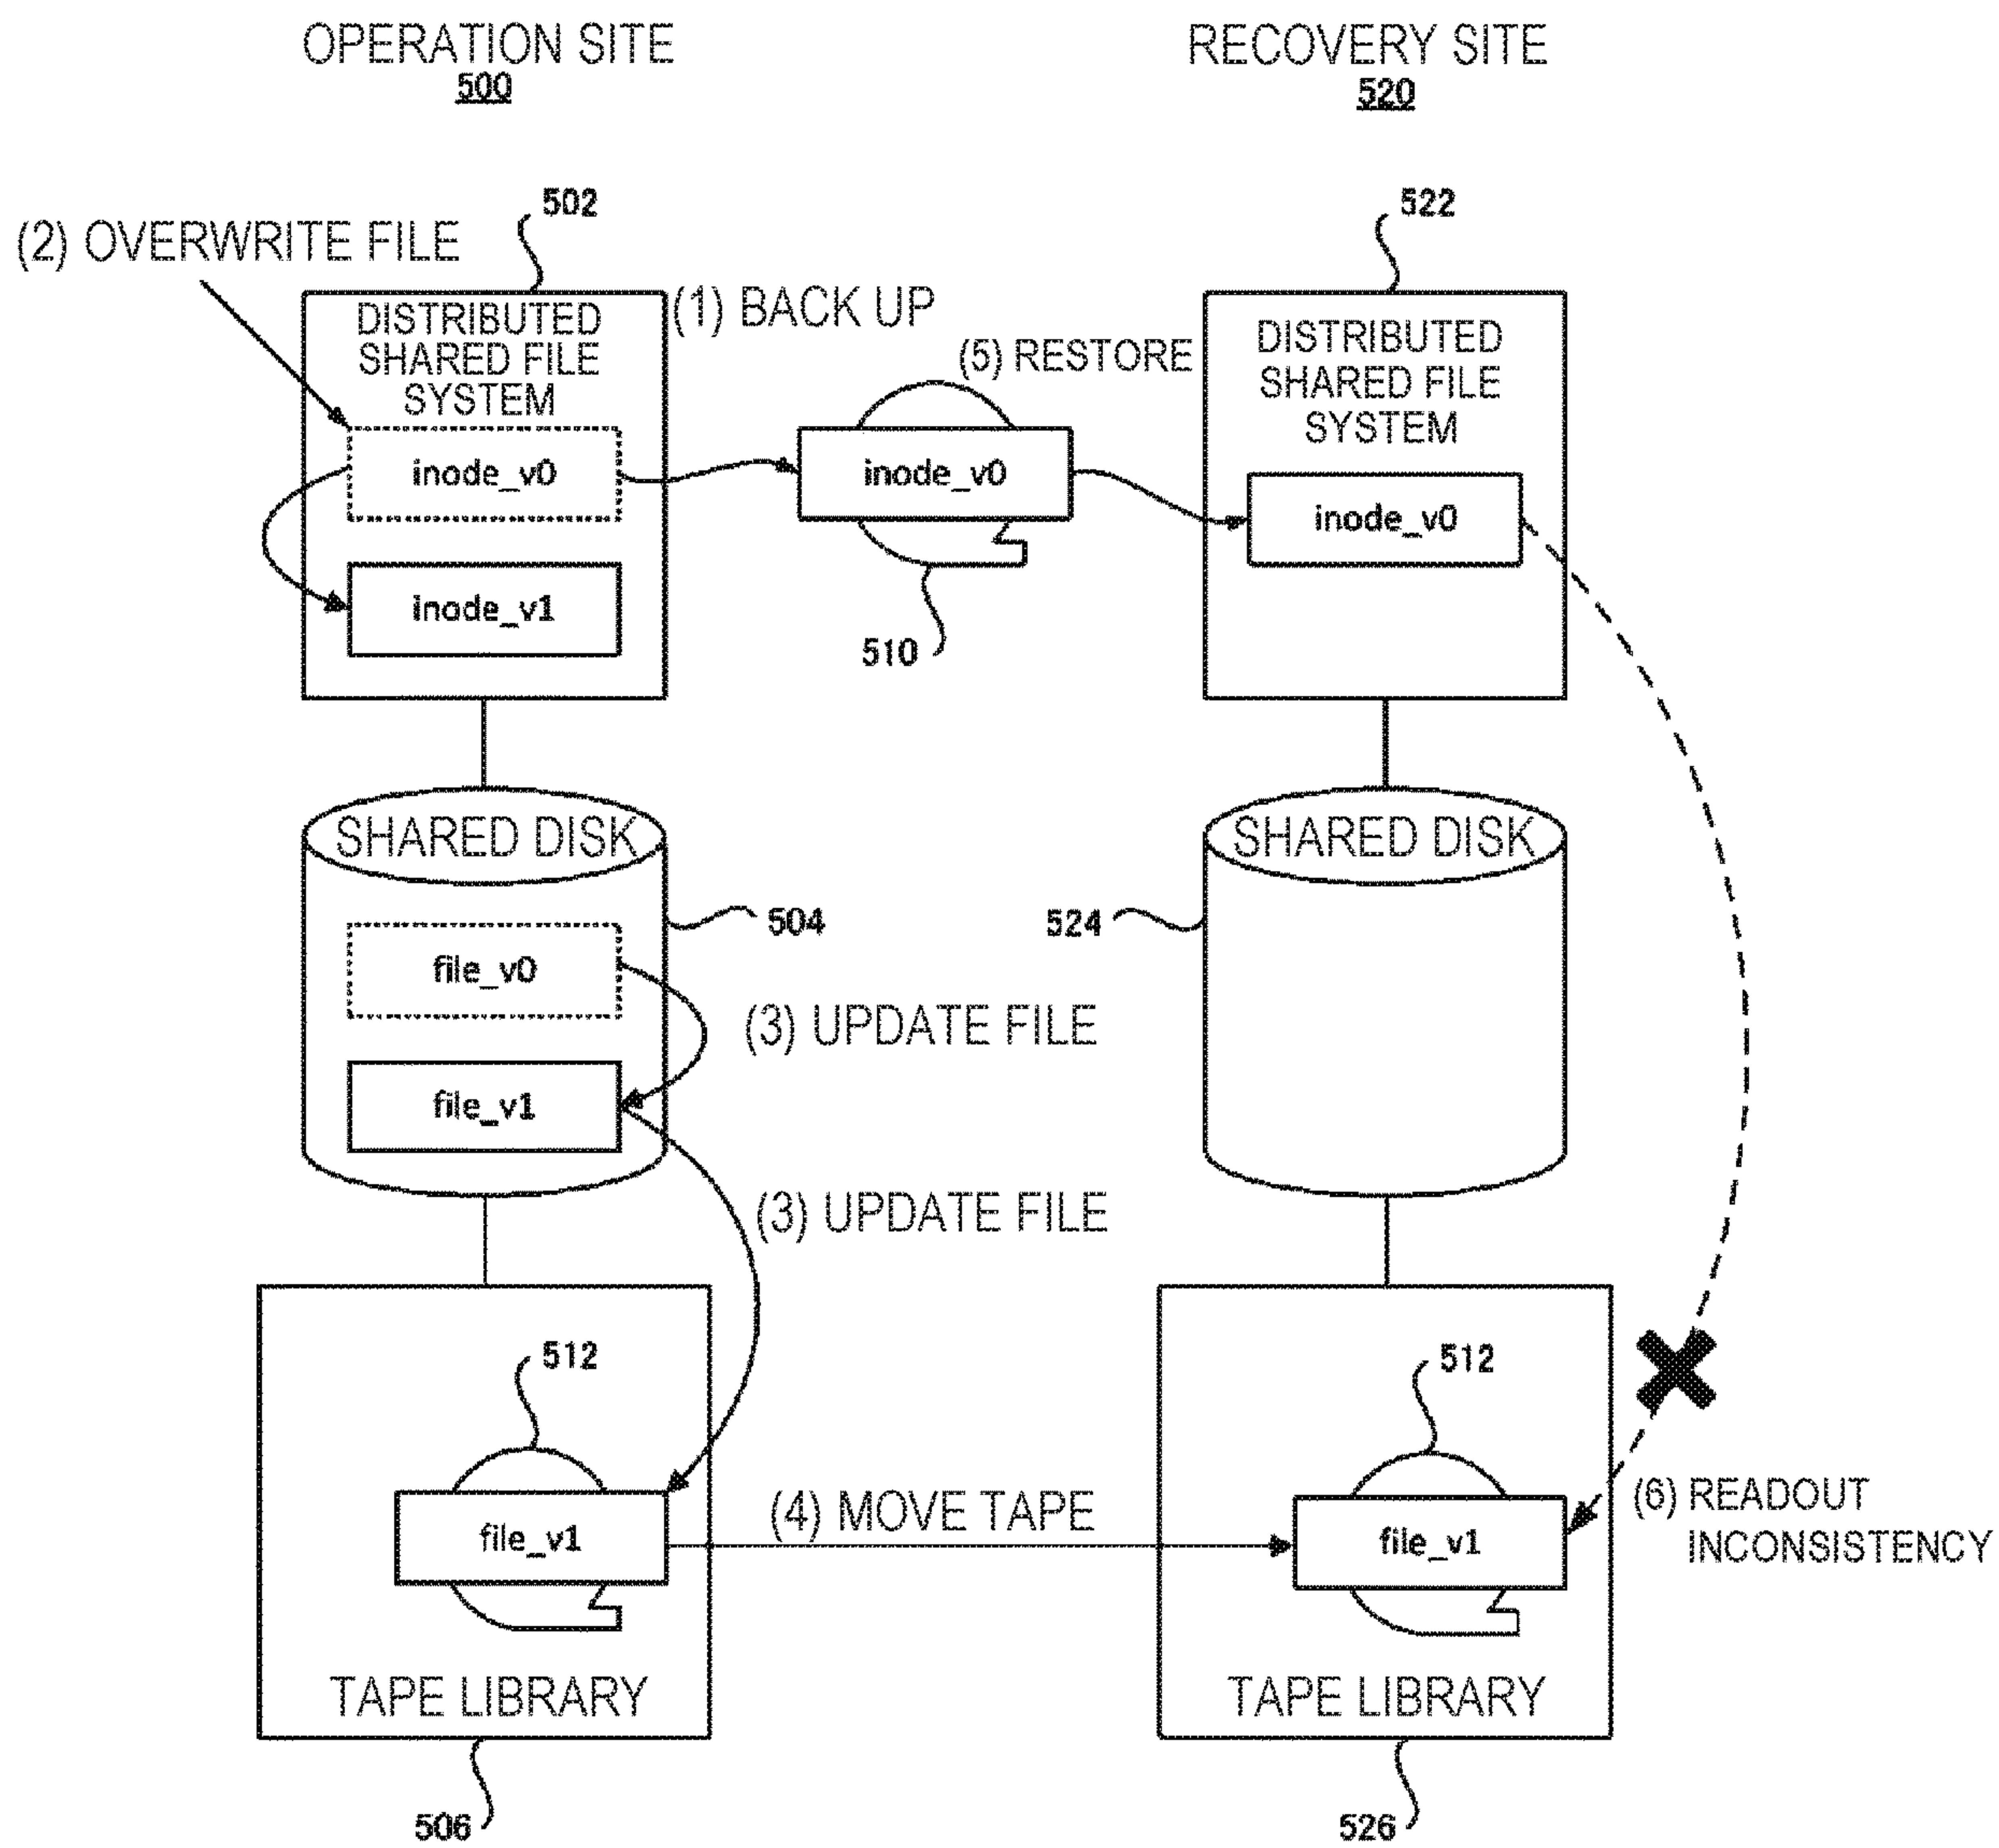 OPERATION SITE
500
RECOVERY SITE
520
502
522
(2) OVERWRITE FILE
(1) BACK UP
(5) RESTORE
DISTRIBUTED
SHARED FILE
SYSTEM
DISTRIBUTED
SHARED FILE
SYSTEM
inode_v0
inode_v0
inode_v0
inode_v1
510
SHARED DISK
SHARED DISK
504
524
file_v0
(3) UPDATE FILE
file_v1
(3) UPDATE FILE
512
512
file_v1
(4) MOVE TAPE
file_v1
(6) READOUT
INCONSISTENCY
TAPE LIBRARY
TAPE LIBRARY
506
526